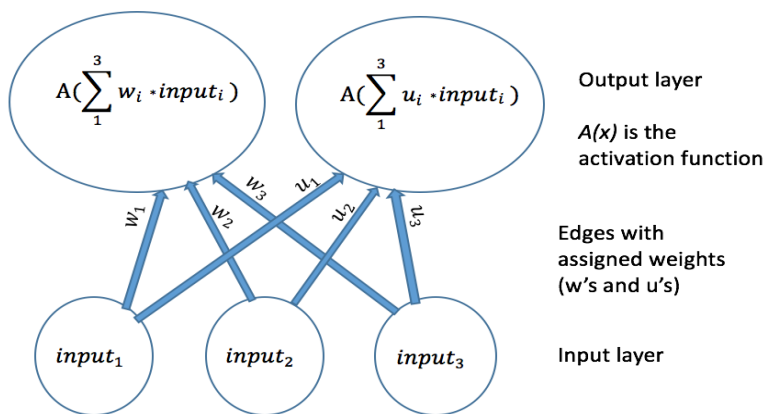 A(∑₁³ wᵢ *inputᵢ )
A(∑₁³ uᵢ *inputᵢ )
Output layer
A(x) is the
activation function
w₁
w₂
w₃
u₁
u₂
u₃
Edges with
assigned weights
(w's and u's)
input₁
input₂
input₃
Input layer